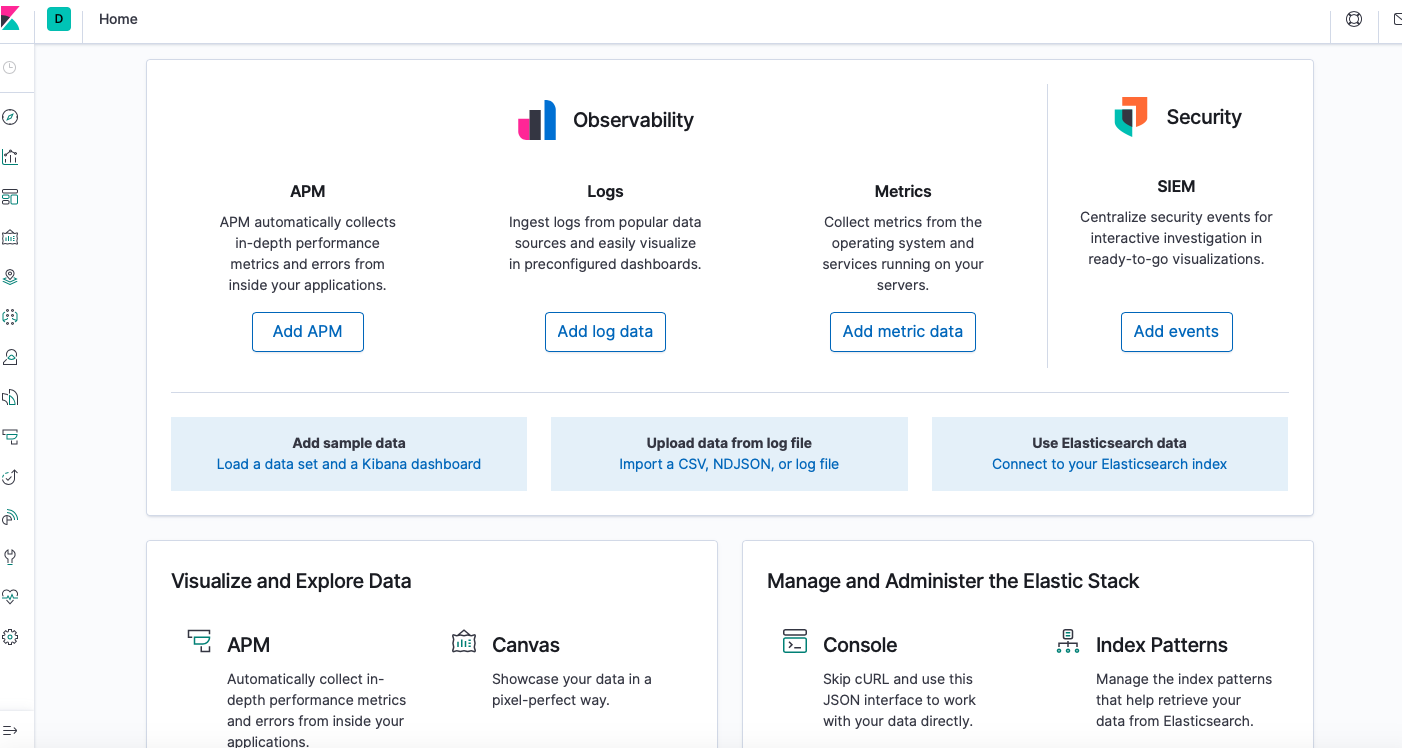 D
Home
Observability
Security
APM
APM automatically collects
in-depth performance
metrics and errors from
inside your applications.
Add APM
Logs
Ingest logs from popular data
sources and easily visualize
in preconfigured dashboards.
Add log data
Metrics
Collect metrics from the
operating system and
services running on your
servers.
Add metric data
SIEM
Centralize security events for
interactive investigation in
ready-to-go visualizations.
Add events
Add sample data
Load a data set and a Kibana dashboard
Upload data from log file
Import a CSV, NDJSON, or log file
Use Elasticsearch data
Connect to your Elasticsearch index
Visualize and Explore Data
APM
Automatically collect in-
depth performance metrics
and errors from inside your
applications.
Canvas
Showcase your data in a
pixel-perfect way.
Manage and Administer the Elastic Stack
Console
Skip cURL and use this
JSON interface to work
with your data directly.
Index Patterns
Manage the index patterns
that help retrieve your
data from Elasticsearch.